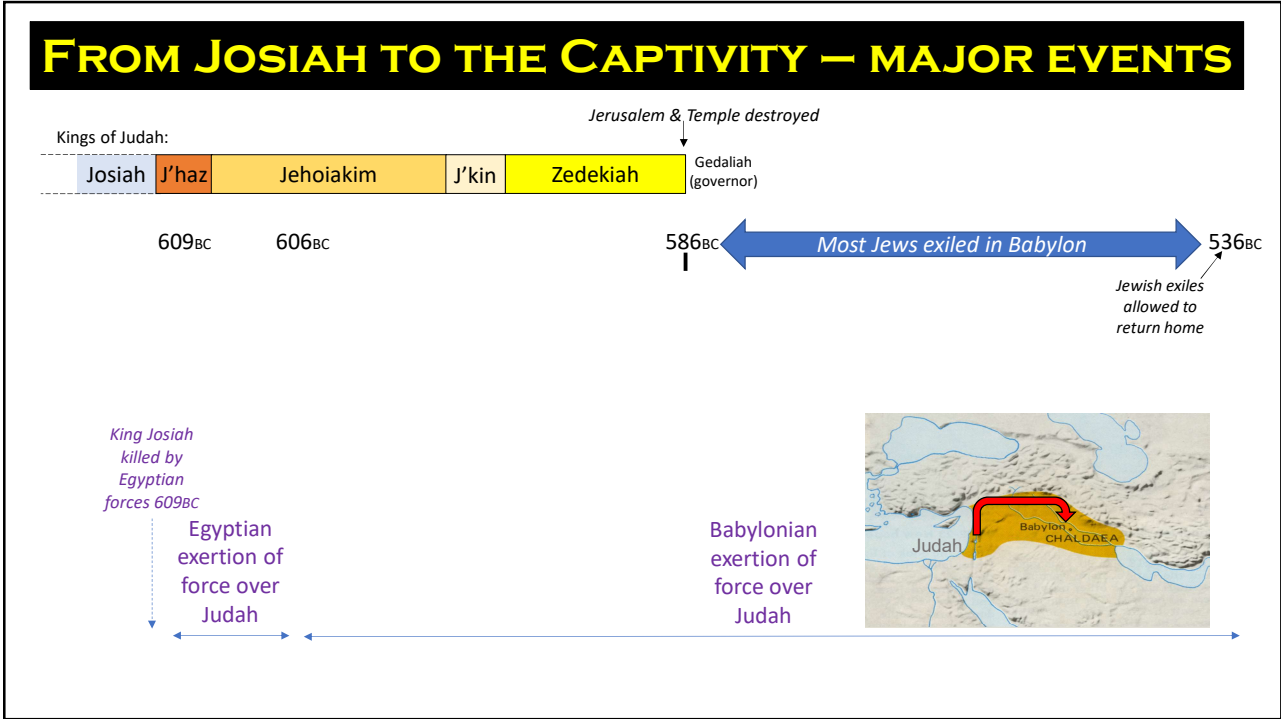 FROM JOSIAH TO THE CAPTIVITY – MAJOR EVENTS
Jerusalem & Temple destroyed
Kings of Judah:
Josiah J'haz Jehoiakim J'kin Zedekiah
Gedaliah
(governor)
609BC 606BC 586BC Most Jews exiled in Babylon 536BC
Jewish exiles
allowed to
return home
King Josiah
killed by
Egyptian
forces 609BC
Egyptian
exertion of
force over
Judah
Babylonian
exertion of
force over
Judah
Judah
Babylon
CHALDAEA